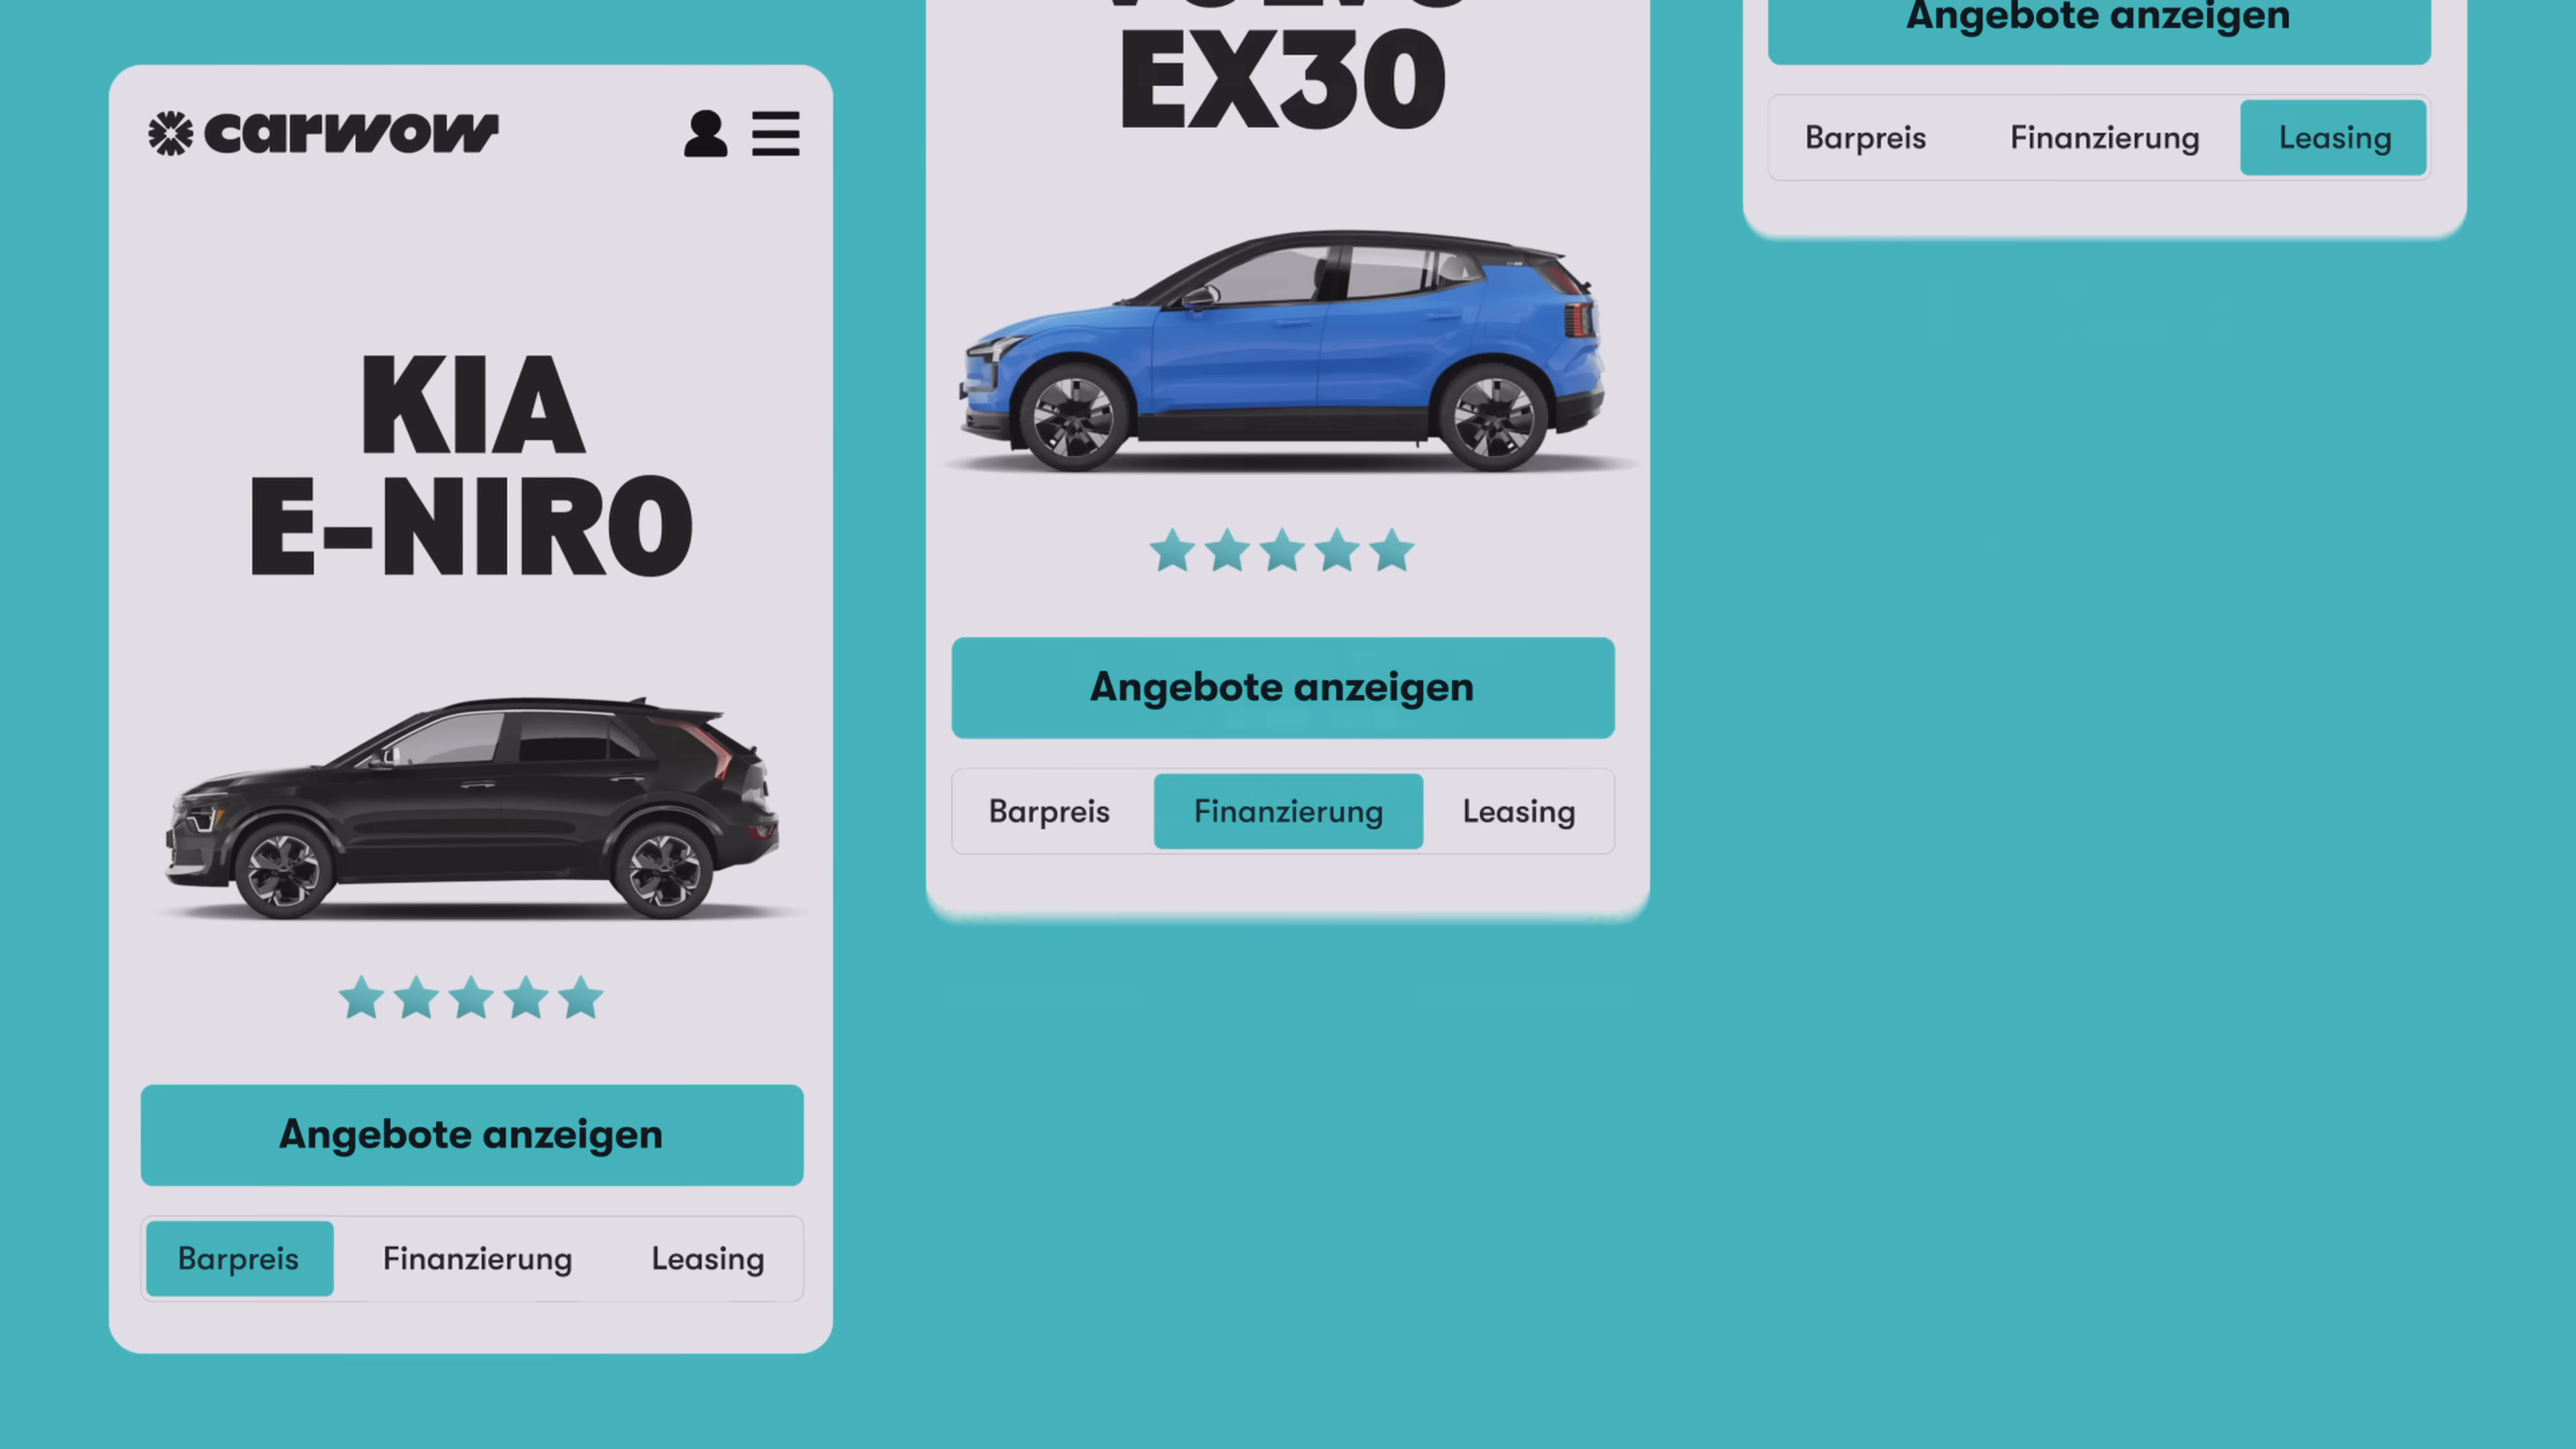 carwow
KIA
E-NIRO
Angebote anzeigen
Barpreis Finanzierung Leasing
VOLVO
EX30
Angebote anzeigen
Barpreis Finanzierung Leasing
Angebote anzeigen
Barpreis Finanzierung Leasing